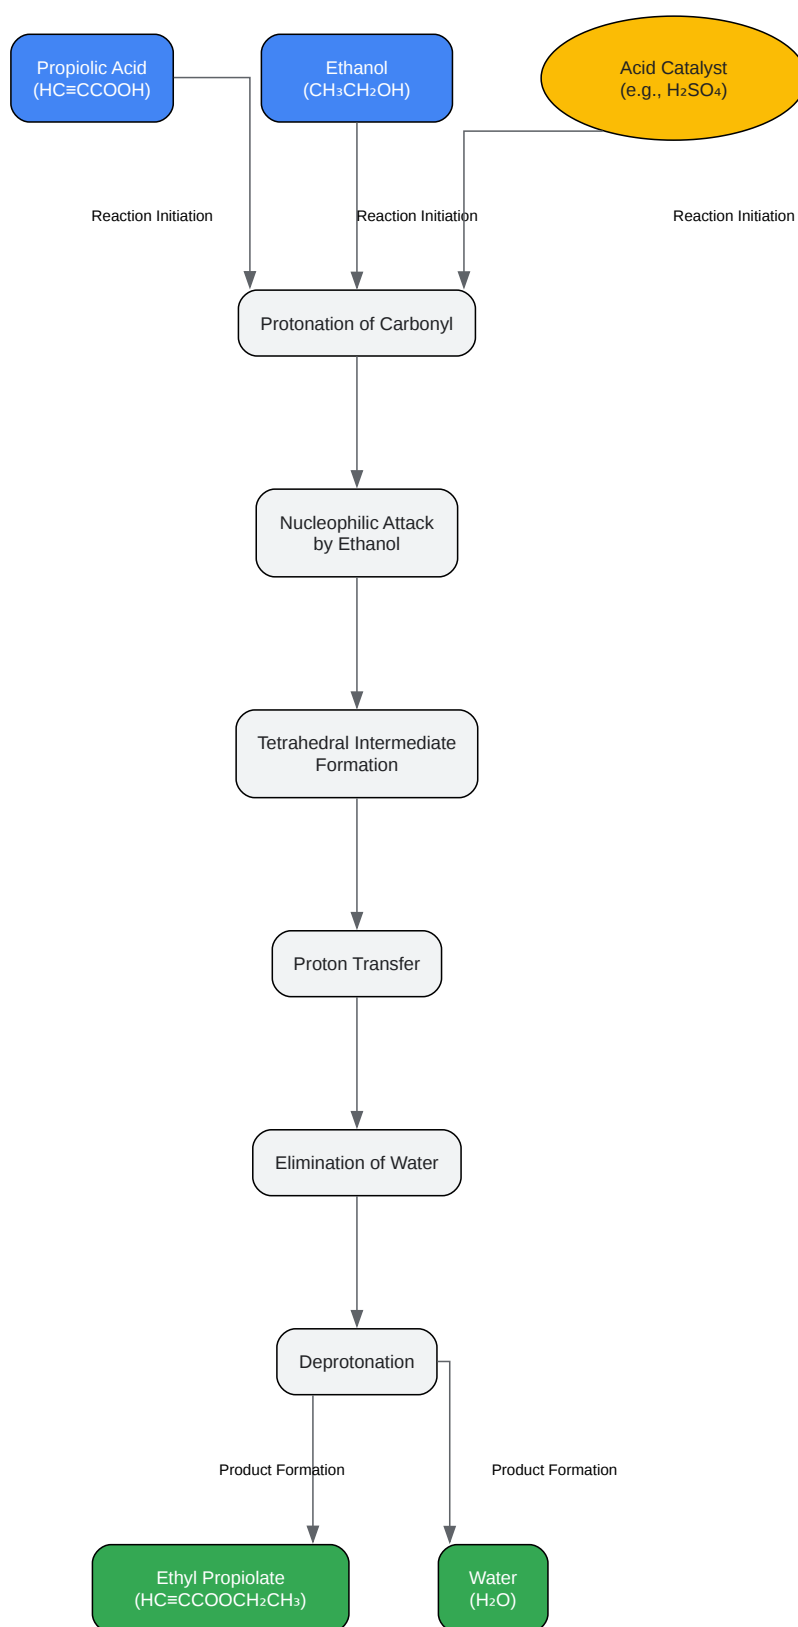 Propiolic Acid
(HC≡CCOOH)
Ethanol
(CH₃CH₂OH)
Acid Catalyst
(e.g., H₂SO₄)
Reaction Initiation
Reaction Initiation
Reaction Initiation
Protonation of Carbonyl
Nucleophilic Attack
by Ethanol
Tetrahedral Intermediate
Formation
Proton Transfer
Elimination of Water
Deprotonation
Product Formation
Product Formation
Ethyl Propiolate
(HC≡CCOOCH₂CH₃)
Water
(H₂O)